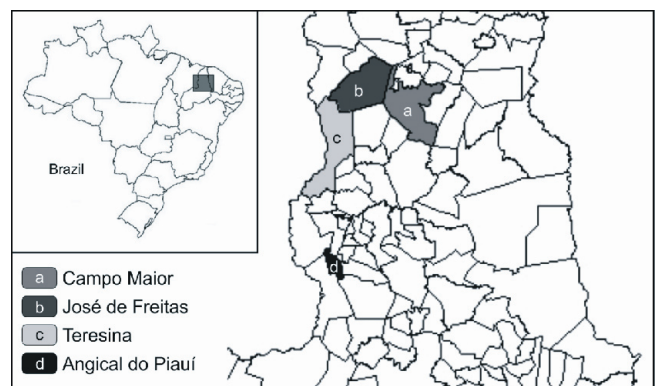 Brazil
a Campo Maior
b José de Freitas
c Teresina
d Angical do Piauí
b
a
c
d